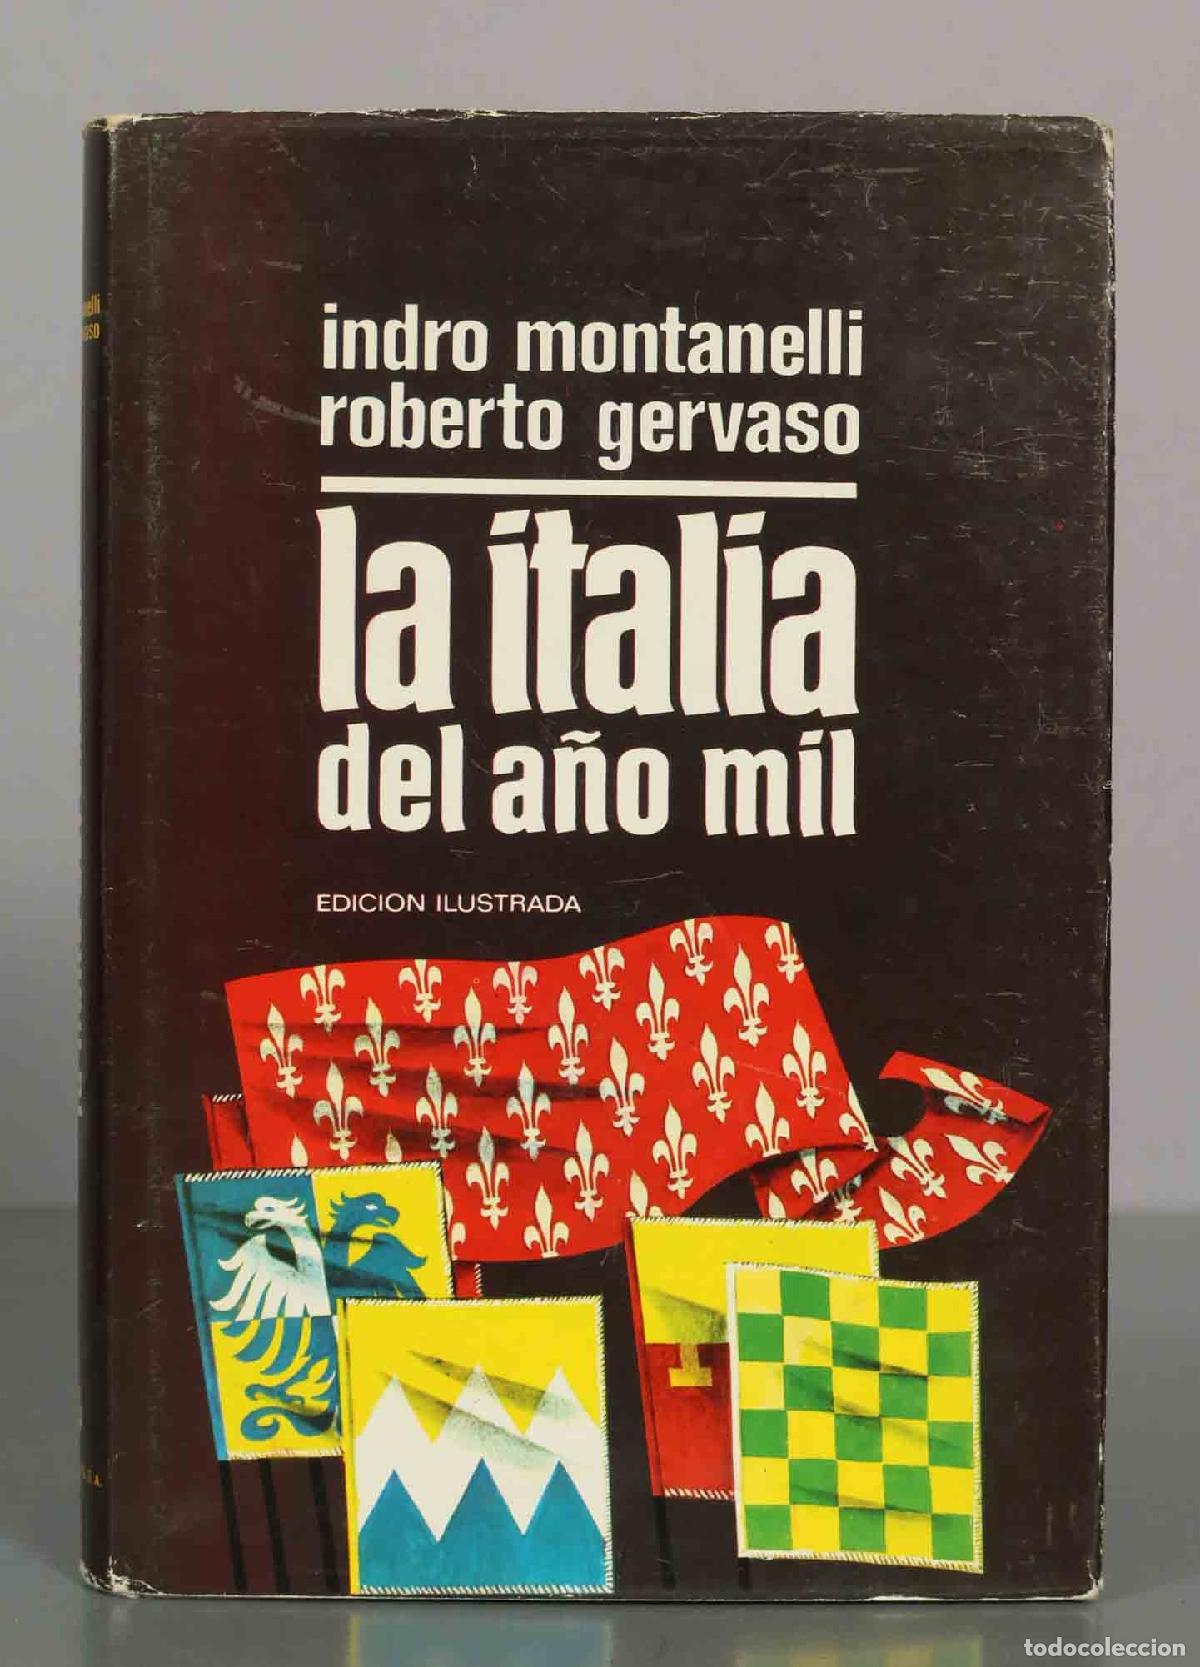 indro montanelli
roberto gervaso
la italia
del año mil
EDICION ILUSTRADA
todocoleccion